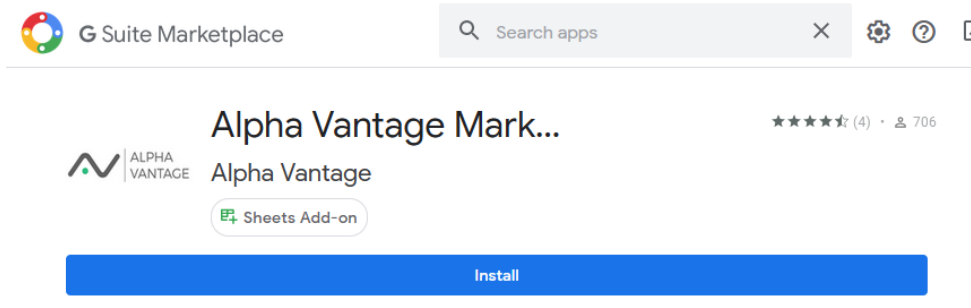 G Suite Marketplace
Search apps
Alpha Vantage Mark...
(4) · 706
ALPHA
VANTAGE
Alpha Vantage
Sheets Add-on
Install